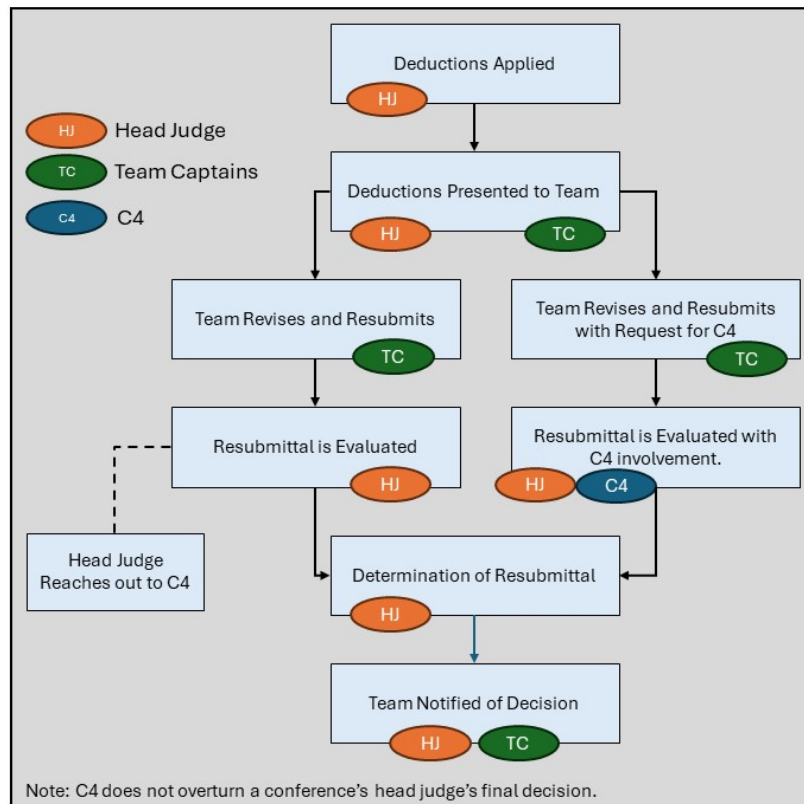 Deductions Applied
HJ
HJ Head Judge
TC Team Captains
C4 C4
Deductions Presented to Team
HJ TC
Team Revises and Resubmits
TC
Team Revises and Resubmits
with Request for C4
TC
Resubmittal is Evaluated
HJ
Resubmittal is Evaluated with
C4 involvement.
HJ C4
Head Judge
Reaches out to C4
Determination of Resubmittal
HJ
Team Notified of Decision
HJ TC
Note: C4 does not overturn a conference's head judge's final decision.